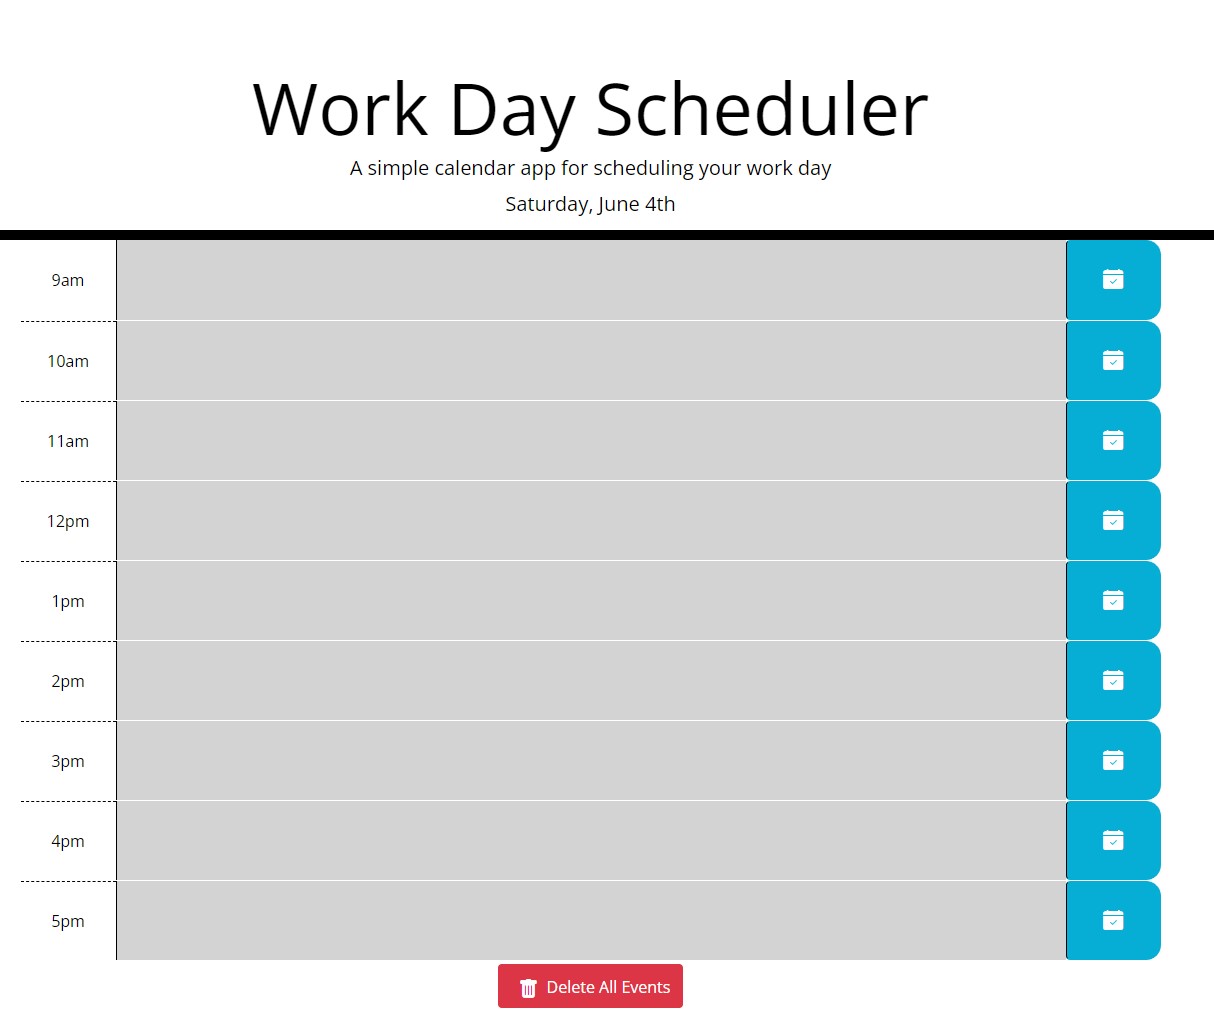 Work Day Scheduler
A simple calendar app for scheduling your work day
Saturday, June 4th
9am
10am
11am
12pm
1pm
2pm
3pm
4pm
5pm
Delete All Events